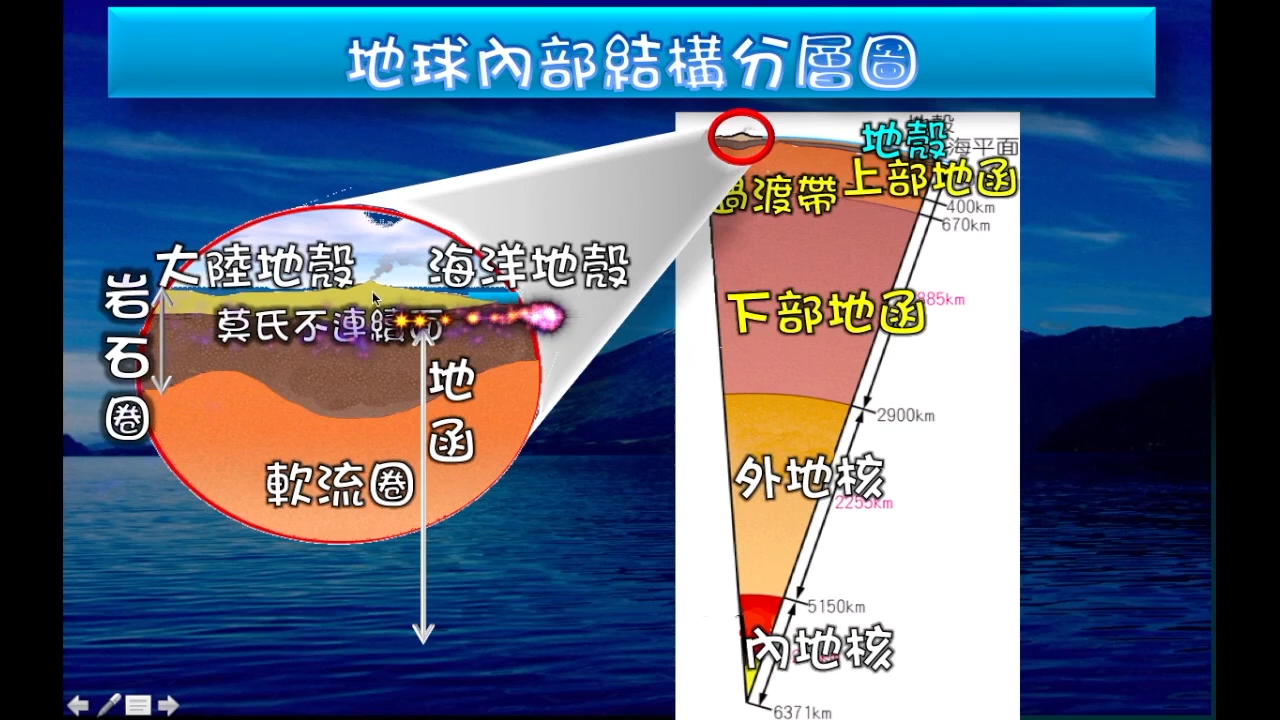 地球內部結構分層圖
地殼
地殼
海平面
上部地函
過渡帶
400km
670km
大陸地殼
海洋地殼
岩石圈
莫氏不連續面
下部地函
885km
地函
2900km
軟流圈
外地核
2255km
5150km
內地核
6371km